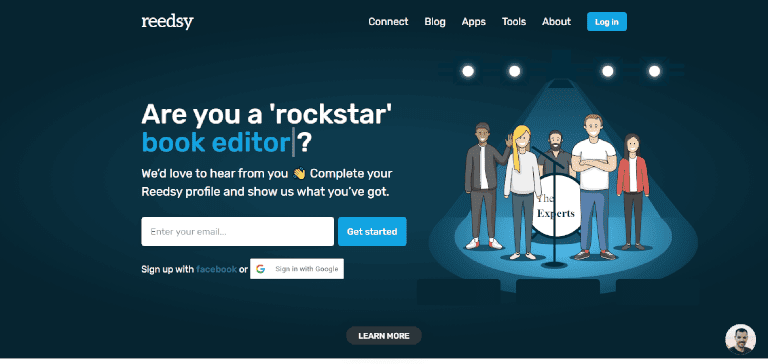 reedsy
Connect Blog Apps Tools About Log in
Are you a 'rockstar'
book editor ?
We'd love to hear from you 👋 Complete your
Reedsy profile and show us what you've got.
Enter your email... Get started
Sign up with facebook or G Sign in with Google
The
Experts
LEARN MORE